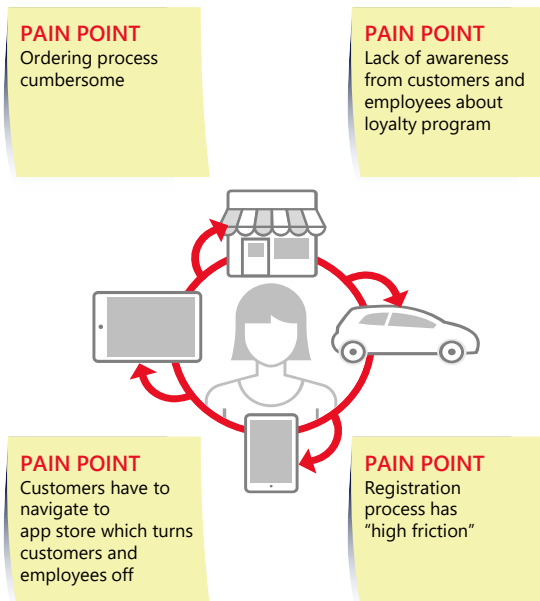 PAIN POINT
Ordering process
cumbersome
PAIN POINT
Lack of awareness
from customers and
employees about
loyalty program
PAIN POINT
Customers have to
navigate to
app store which turns
customers and
employees off
PAIN POINT
Registration
process has
“high friction”